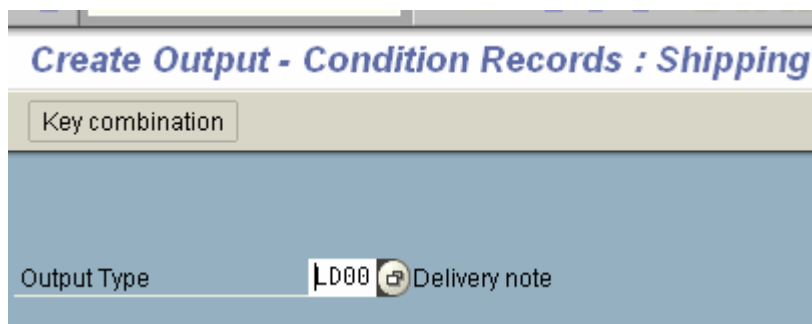 Create Output - Condition Records : Shipping
Key combination
Output Type LD00 Delivery note